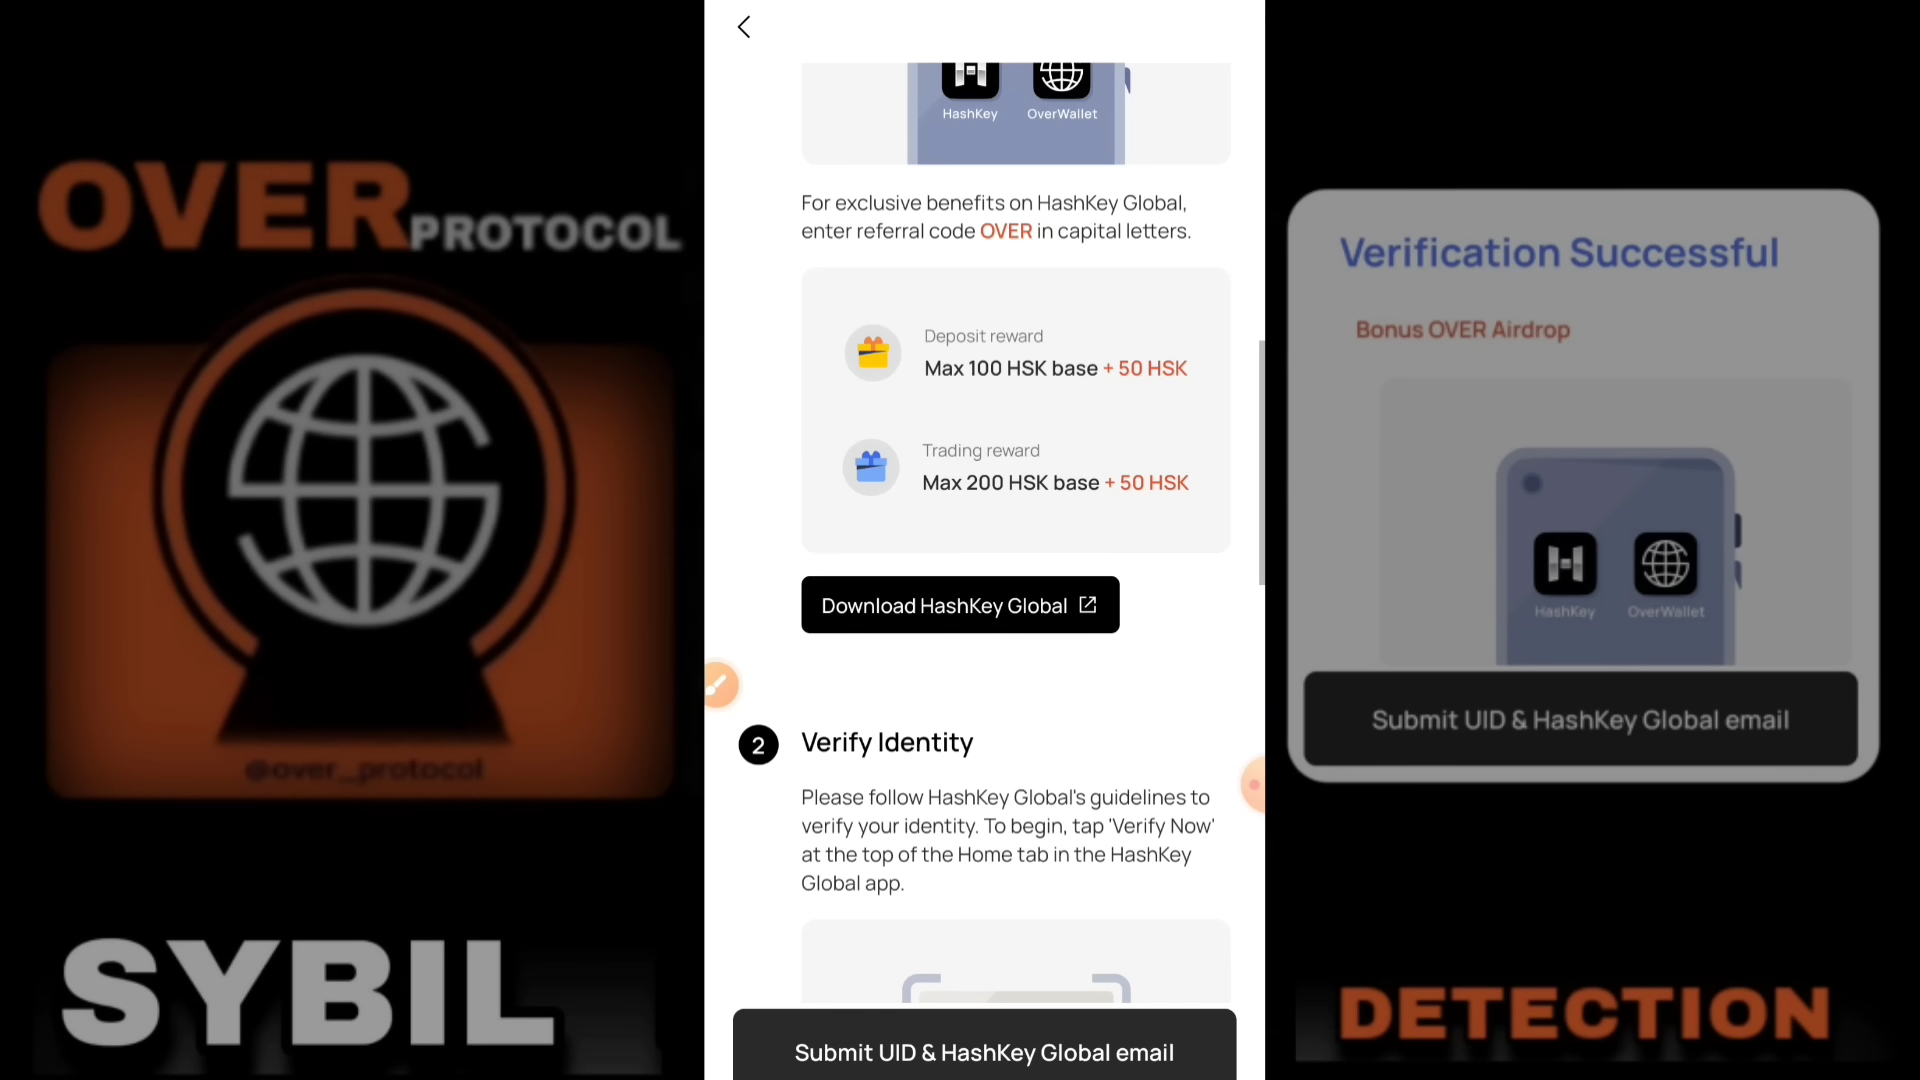 OVER PROTOCOL
@over_protocol
SYBIL
HashKey
OverWallet
For exclusive benefits on HashKey Global,
enter referral code OVER in capital letters.
Deposit reward
Max 100 HSK base + 50 HSK
Trading reward
Max 200 HSK base + 50 HSK
Download HashKey Global
2
Verify Identity
Please follow HashKey Global's guidelines to
verify your identity. To begin, tap 'Verify Now'
at the top of the Home tab in the HashKey
Global app.
Submit UID & HashKey Global email
Verification Successful
Bonus OVER Airdrop
HashKey
OverWallet
Submit UID & HashKey Global email
DETECTION